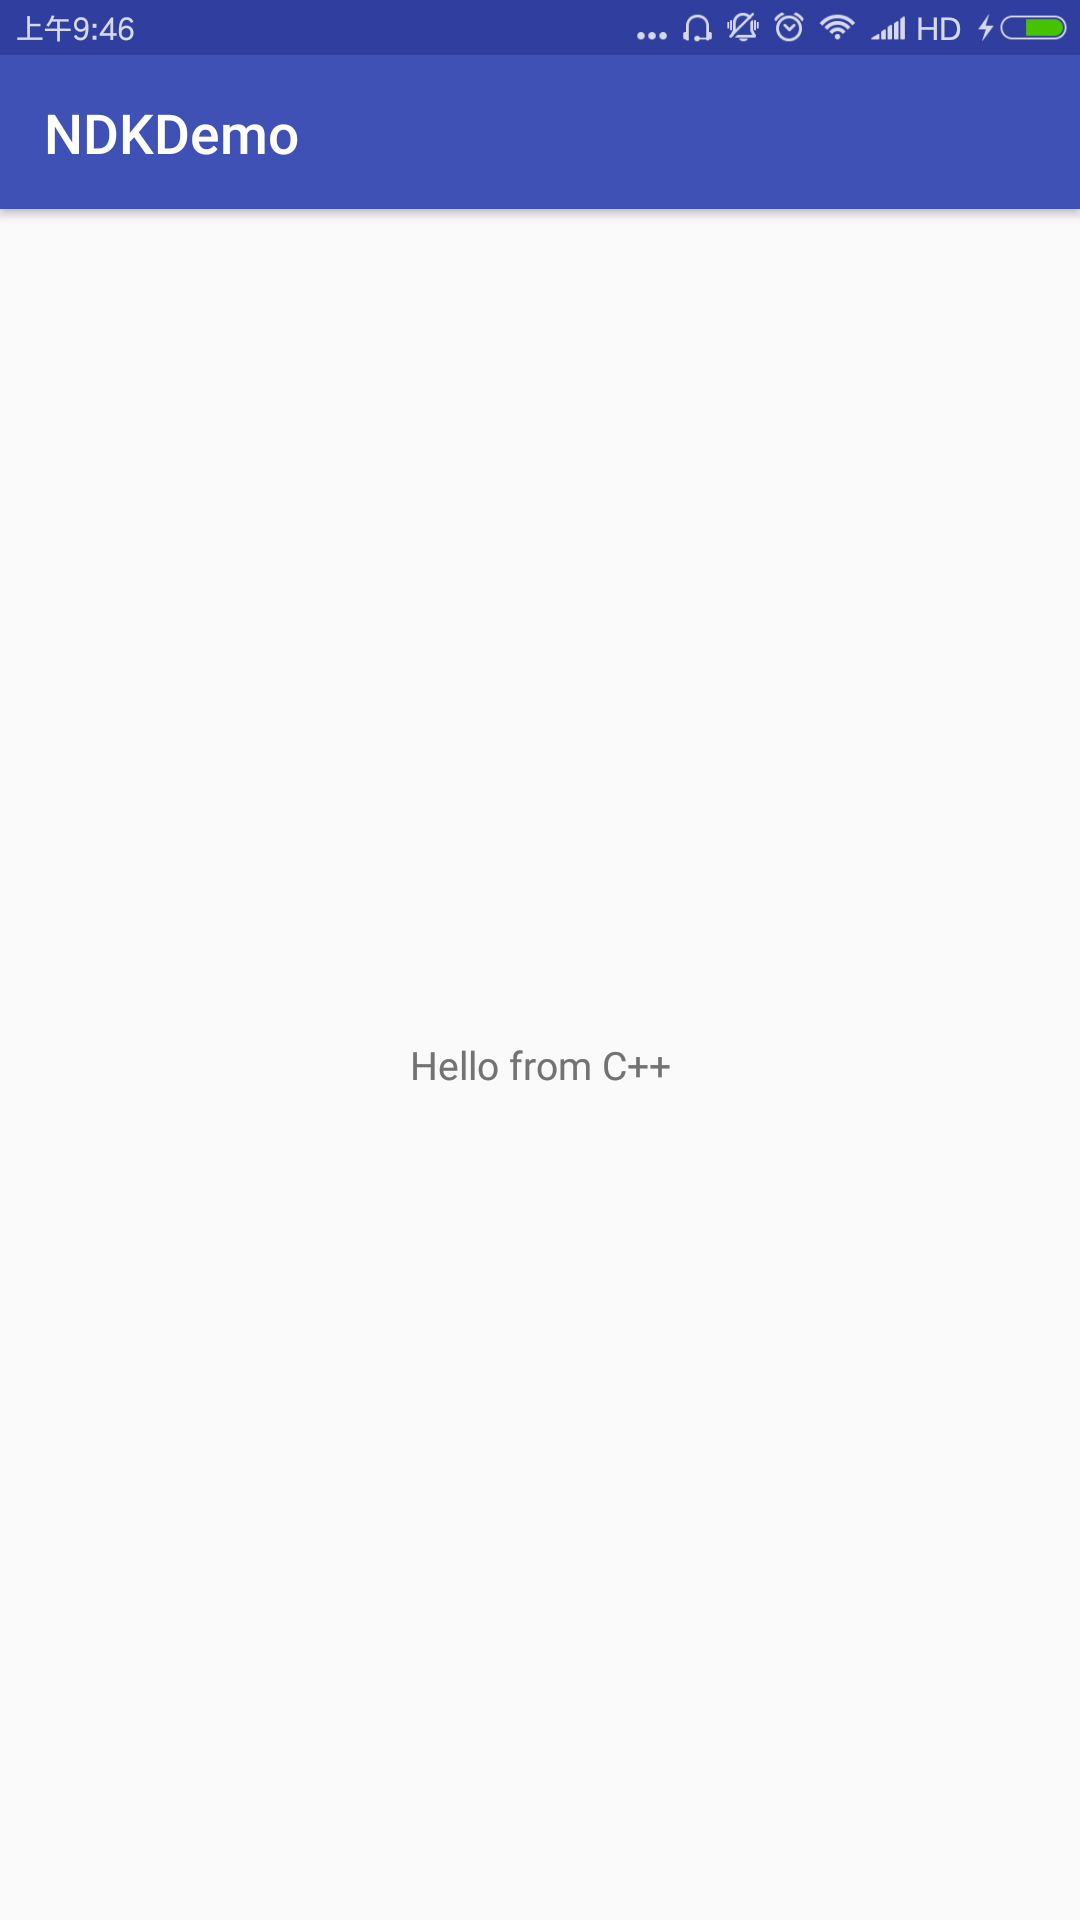 上午9:46 ... HD
NDKDemo
Hello from C++